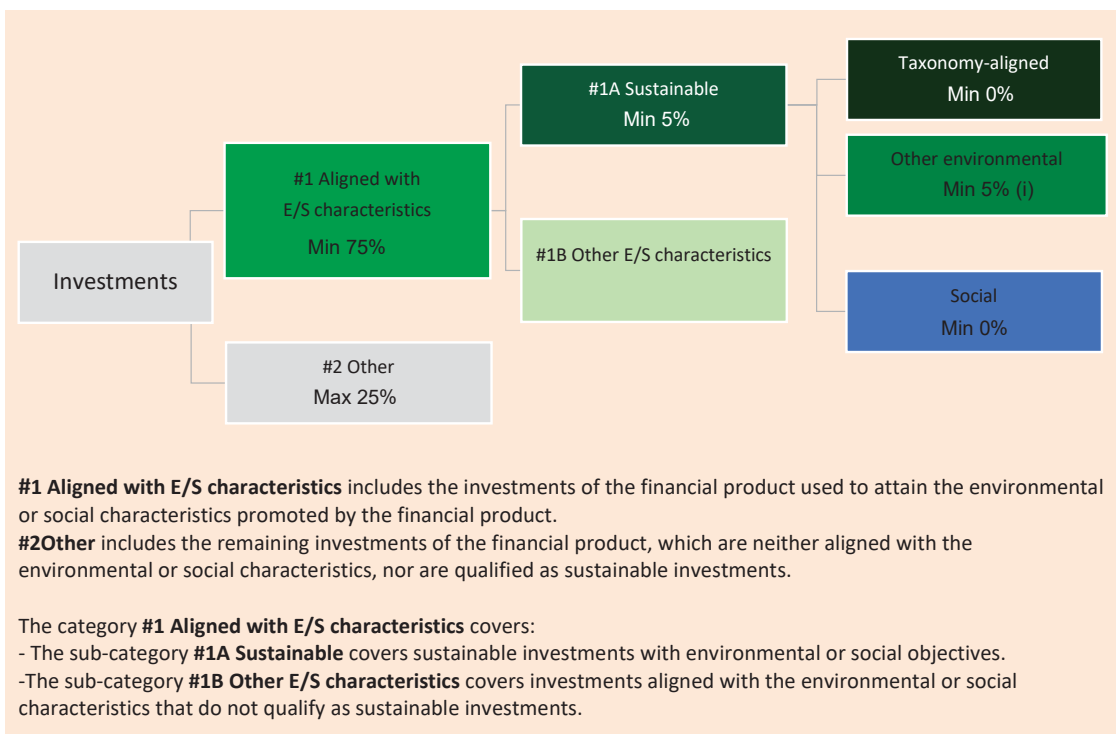 Investments
#1 Aligned with
E/S characteristics
Min 75%
#2 Other
Max 25%
#1A Sustainable
Min 5%
#1B Other E/S characteristics
Taxonomy-aligned
Min 0%
Other environmental
Min 5% (i)
Social
Min 0%
#1 Aligned with E/S characteristics includes the investments of the financial product used to attain the environmental
or social characteristics promoted by the financial product.
#2Other includes the remaining investments of the financial product, which are neither aligned with the
environmental or social characteristics, nor are qualified as sustainable investments.
The category #1 Aligned with E/S characteristics covers:
- The sub-category #1A Sustainable covers sustainable investments with environmental or social objectives.
-The sub-category #1B Other E/S characteristics covers investments aligned with the environmental or social
characteristics that do not qualify as sustainable investments.